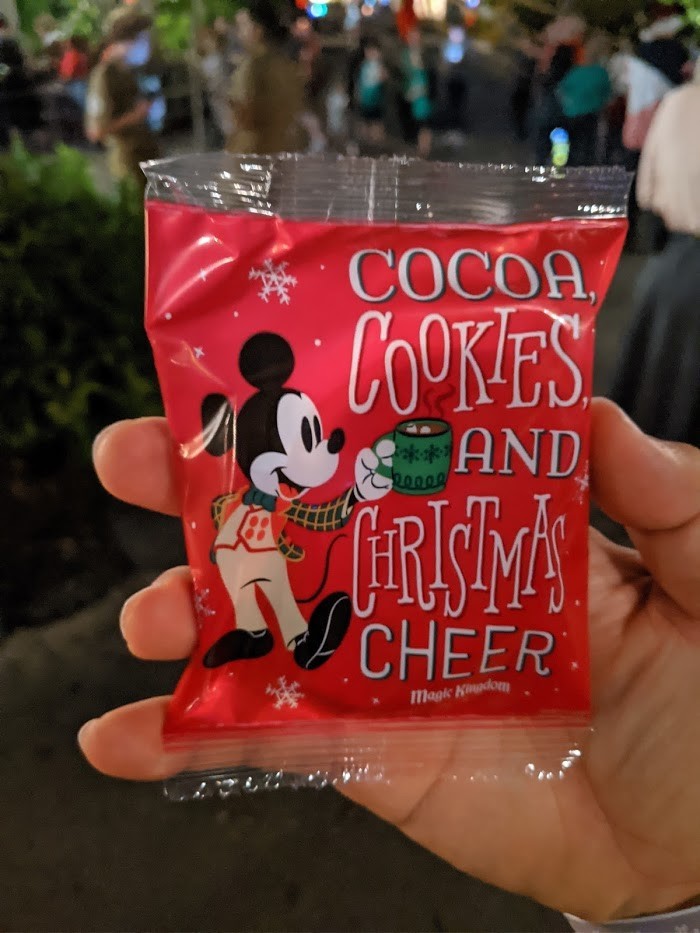 COCOA,
COOKIES,
AND
CHRISTMAS
CHEER
Magic Kingdom